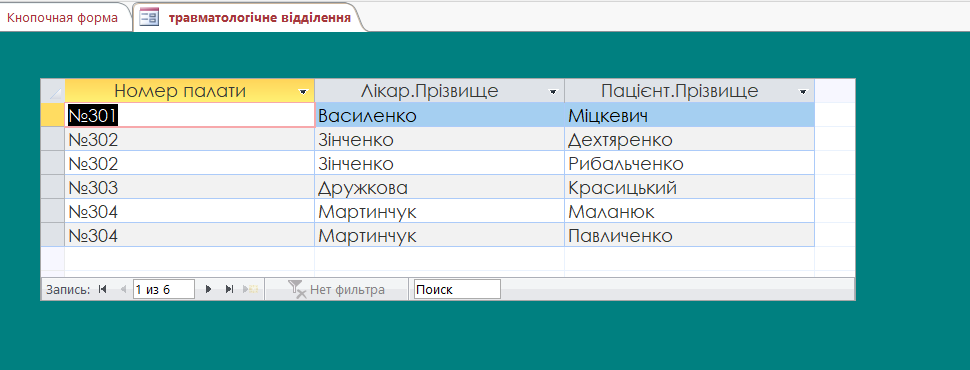 Кнопочная форма травматологічне відділення
Номер палати Лікар.Прізвище Пацієнт.Прізвище
№301 Василенко Міцкевич
№302 Зінченко Дехтяренко
№302 Зінченко Рибальченко
№303 Дружкова Красицький
№304 Мартинчук Маланюк
№304 Мартинчук Павличенко
Запись: 1 из 6 Нет фильтра Поиск